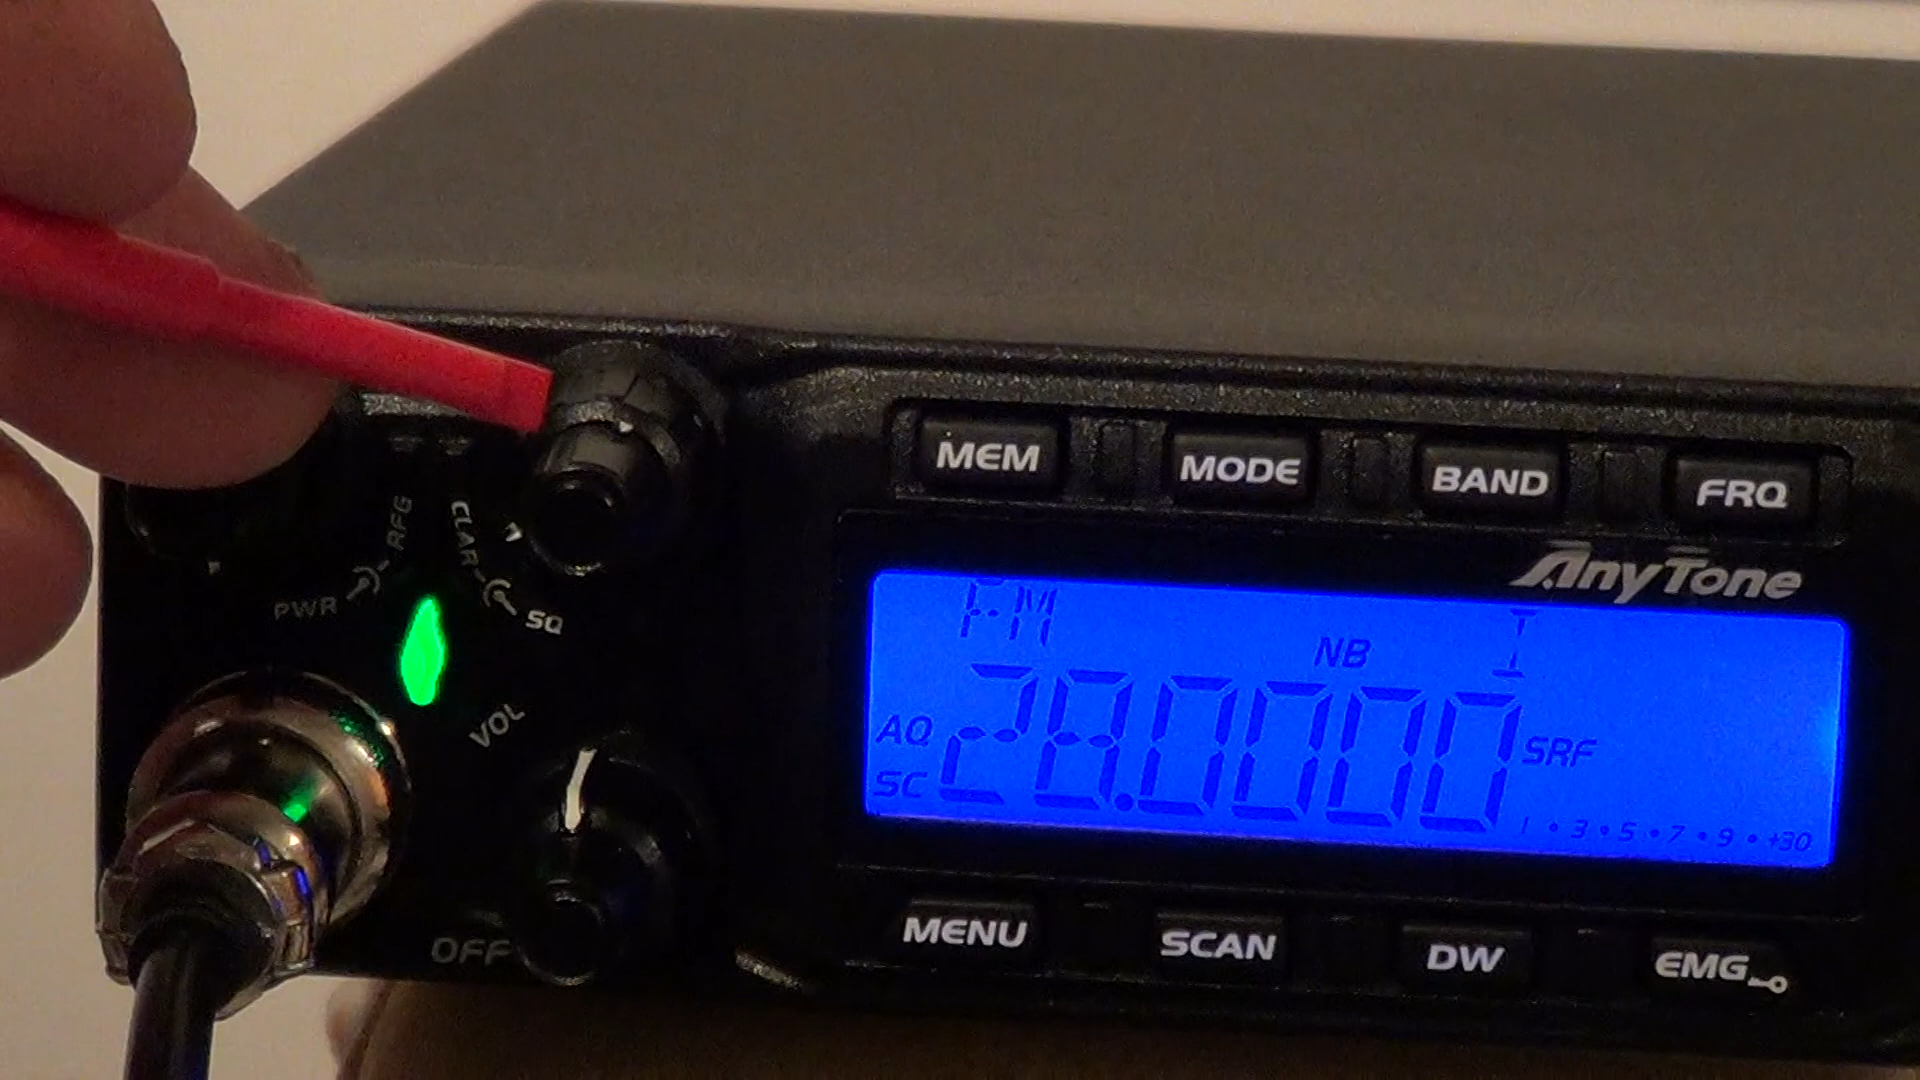 MEM MODE BAND FRQ
AnyTone
RFG CLAR
PWR SQ
FM NB
AQ 28.0000 SRF
SC 1 • 3 • 5 • 7 • 9 • +30
VOL
OFF
MENU SCAN DW EMG